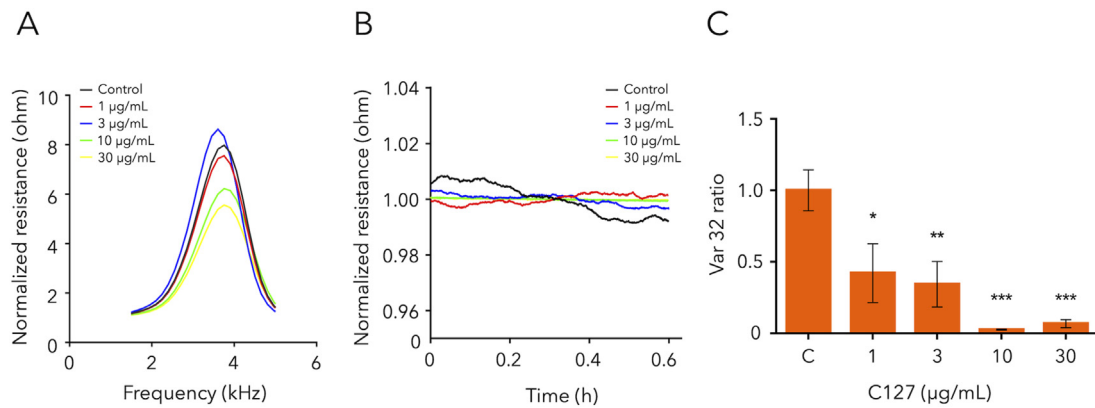 A
Normalized resistance (ohm)
10
8
6
4
2
0
Control
1 µg/mL
3 µg/mL
10 µg/mL
30 µg/mL
0
2
4
6
Frequency (kHz)
B
Normalized resistance (ohm)
1.04
1.02
1.00
0.98
0.96
Control
1 µg/mL
3 µg/mL
10 µg/mL
30 µg/mL
0
0.2
0.4
0.6
Time (h)
C
Var 32 ratio
1.5
1.0
0.5
0
*
**
***
***
C
1
3
10
30
C127 (µg/mL)